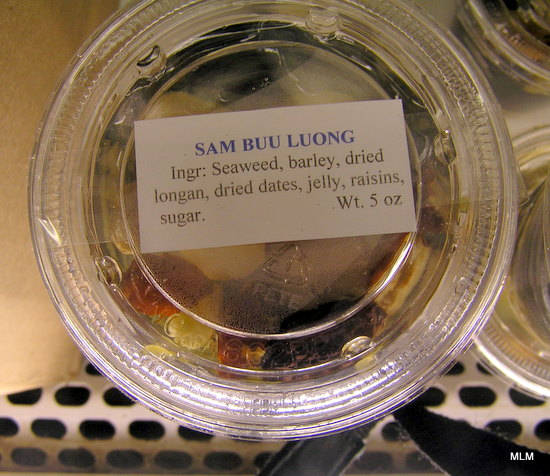 SAM BUU LUONG
Ingr: Seaweed, barley, dried
longan, dried dates, jelly, raisins,
sugar. Wt. 5 oz
MLM